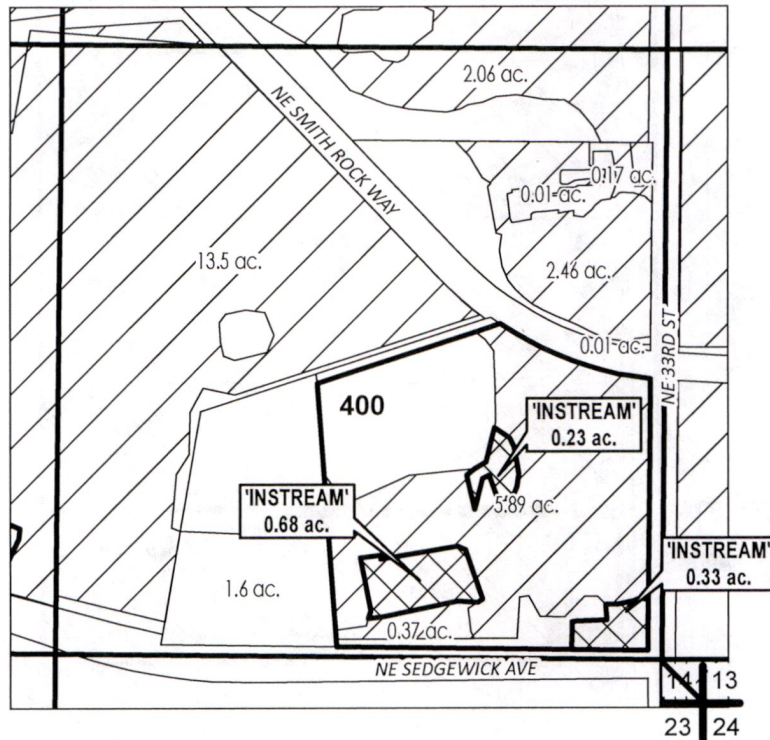 2.06 ac.
NE SMITH ROCK WAY
0.17 ac.
0.01 ac.
13.5 ac.
2.46 ac.
0.01 ac.
NE 33RD ST
400
'INSTREAM'
0.23 ac.
5.89 ac.
'INSTREAM'
0.68 ac.
'INSTREAM'
0.33 ac.
1.6 ac.
0.37 ac.
NE SEDGEWICK AVE
14 13
23 24